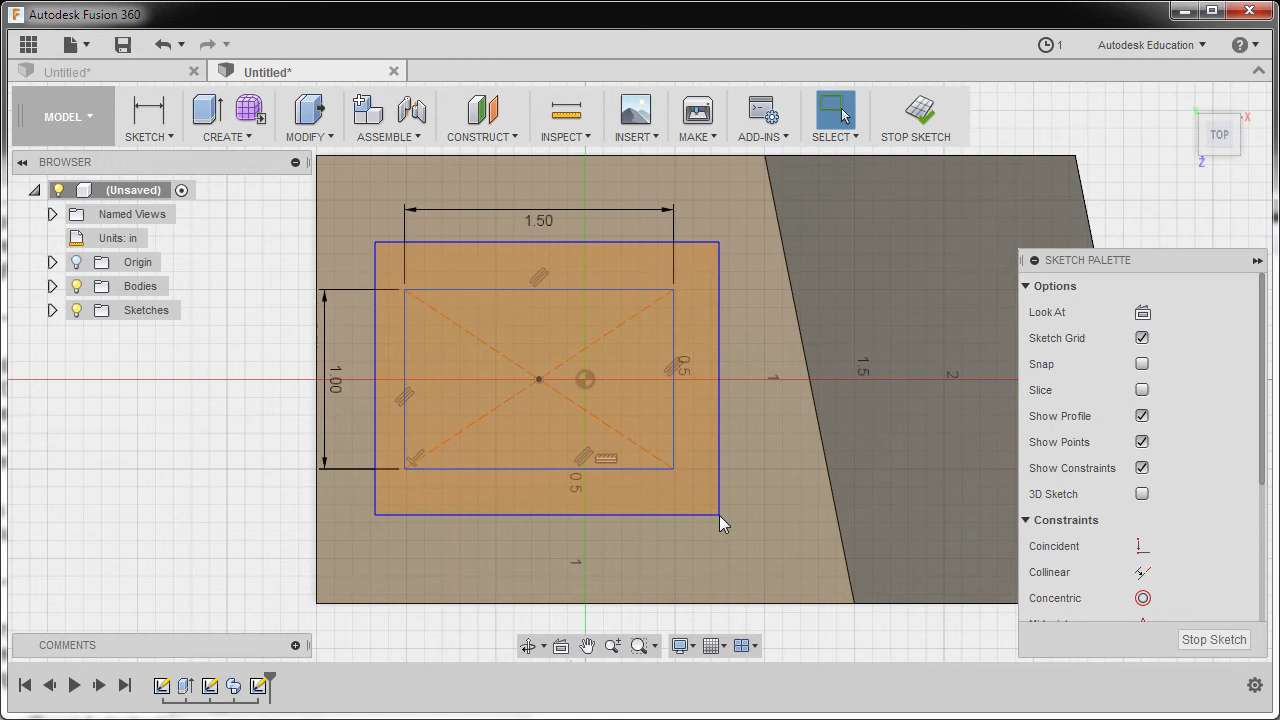 Autodesk Fusion 360
1 Autodesk Education
Untitled* Untitled*
MODEL SKETCH CREATE MODIFY ASSEMBLE CONSTRUCT INSPECT INSERT MAKE ADD-INS SELECT STOP SKETCH
TOP
X
Z
BROWSER
(Unsaved)
Named Views
Units: in
Origin
Bodies
Sketches
1.50
1.00
0.5
1
1.5
2
0.5
1
SKETCH PALETTE
Options
Look At
Sketch Grid
Snap
Slice
Show Profile
Show Points
Show Constraints
3D Sketch
Constraints
Coincident
Collinear
Concentric
Stop Sketch
COMMENTS